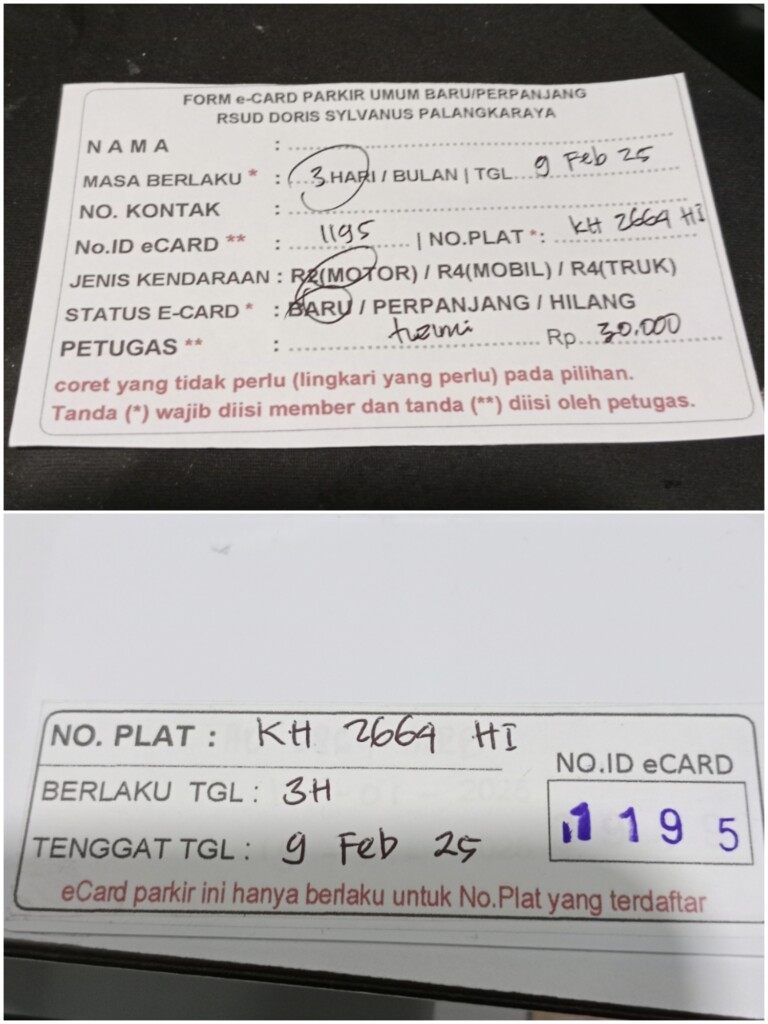 FORM e-CARD PARKIR UMUM BARU/PERPANJANG
RSUD DORIS SYLVANUS PALANGKARAYA
NAMA :
MASA BERLAKU * : 3 HARI / BULAN | TGL 9 Feb 25
NO. KONTAK :
No.ID eCARD ** : 1195 | NO.PLAT *: KH 2669 HI
JENIS KENDARAAN : R2(MOTOR) / R4(MOBIL) / R4(TRUK)
STATUS E-CARD * : BARU / PERPANJANG / HILANG
PETUGAS ** : Rp. 30.000
coret yang tidak perlu (lingkari yang perlu) pada pilihan.
Tanda (*) wajib diisi member dan tanda (**) diisi oleh petugas.
NO. PLAT : KH 2669 HI
BERLAKU TGL : 3H
TENGGAT TGL : 9 Feb 25
NO.ID eCARD
1195
eCard parkir ini hanya berlaku untuk No.Plat yang terdaftar